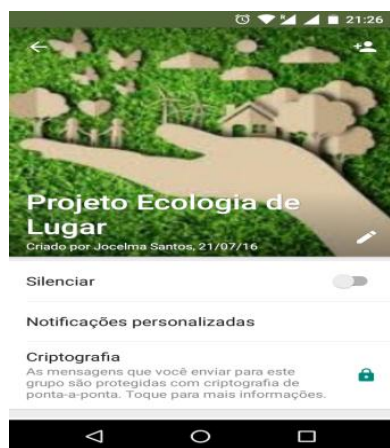 21:26
Projeto Ecologia de
Lugar
Criado por Jocelma Santos, 21/07/16
Silenciar
Notificações personalizadas
Criptografia
As mensagens que você enviar para este
grupo são protegidas com criptografia de
ponta-a-ponta. Toque para mais informações.